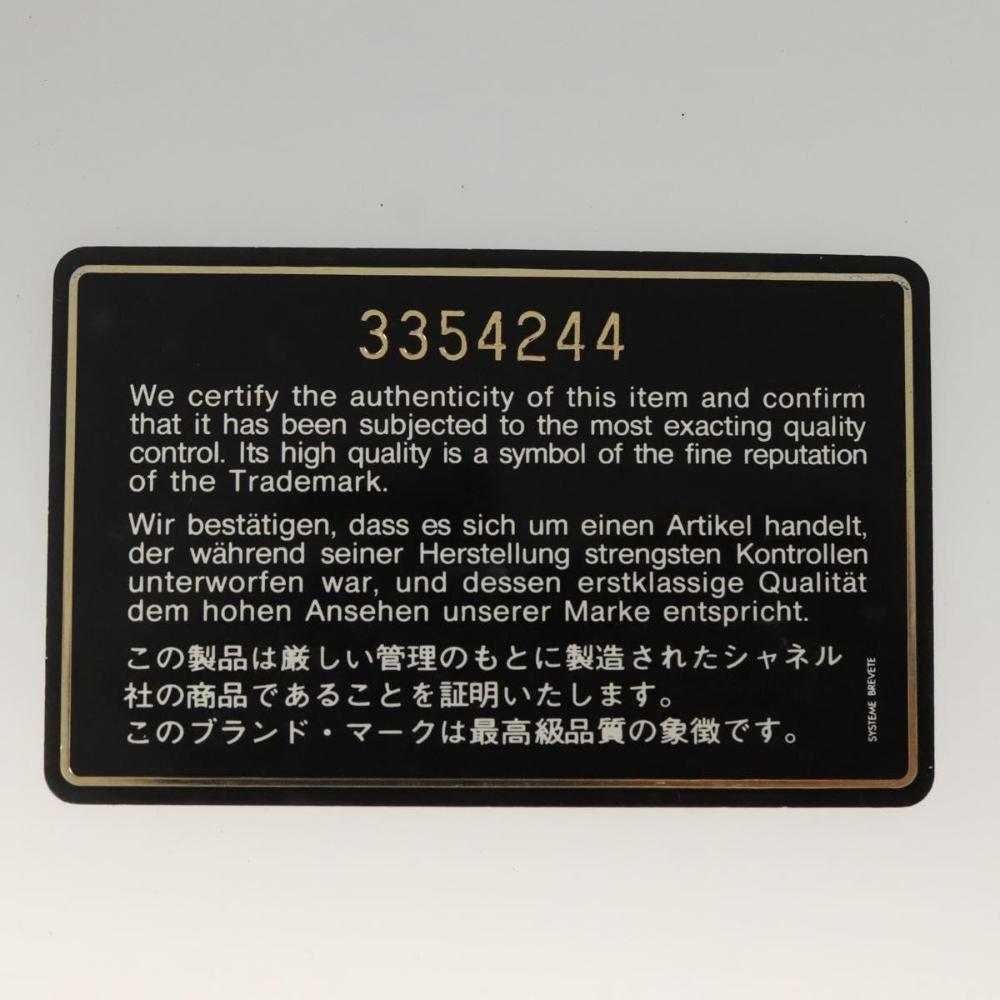 3354244
We certify the authenticity of this item and confirm
that it has been subjected to the most exacting quality
control. Its high quality is a symbol of the fine reputation
of the Trademark.
Wir bestätigen, dass es sich um einen Artikel handelt,
der während seiner Herstellung strengsten Kontrollen
unterworfen war, und dessen erstklassige Qualität
dem hohen Ansehen unserer Marke entspricht.
この製品は厳しい管理のもとに製造されたシャネル
社の商品であることを証明いたします。
このブランド・マークは最高級品質の象徴です。
SYSTEME BREVETE